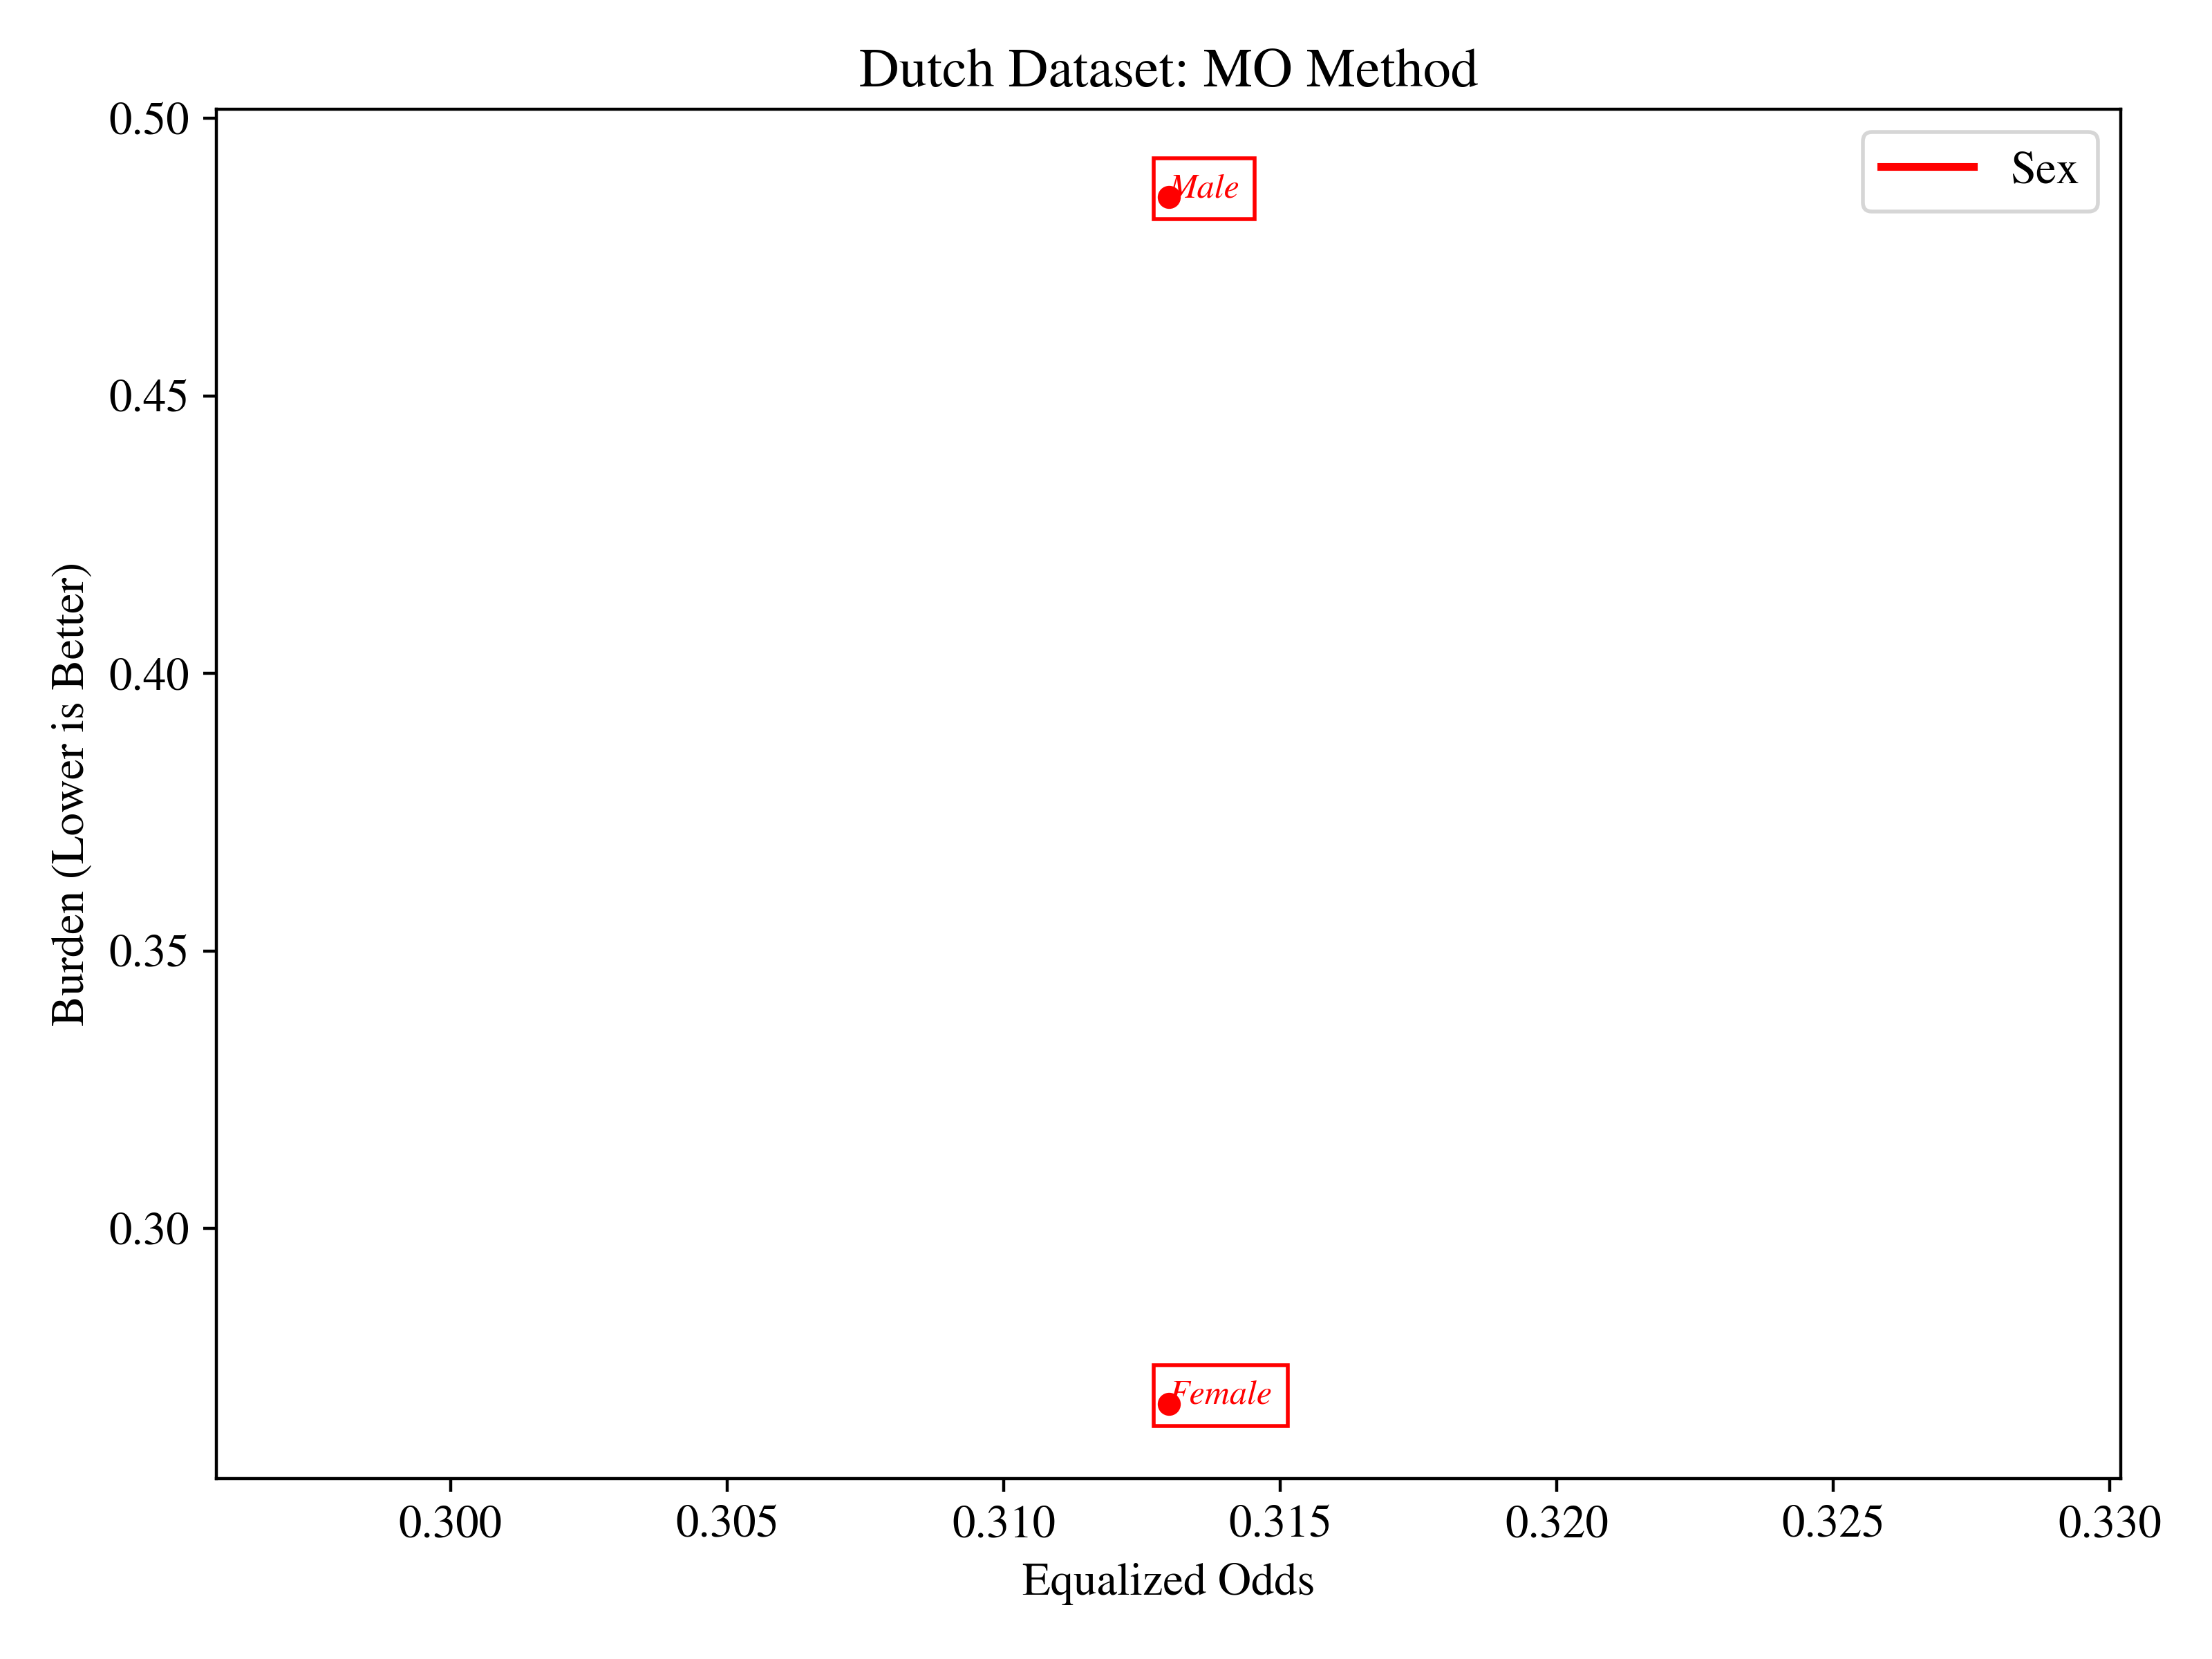 Dutch Dataset: MO Method
0.50
0.45
0.40
0.35
0.30
Burden (Lower is Better)
Sex
Male
Female
0.300 0.305 0.310 0.315 0.320 0.325 0.330
Equalized Odds